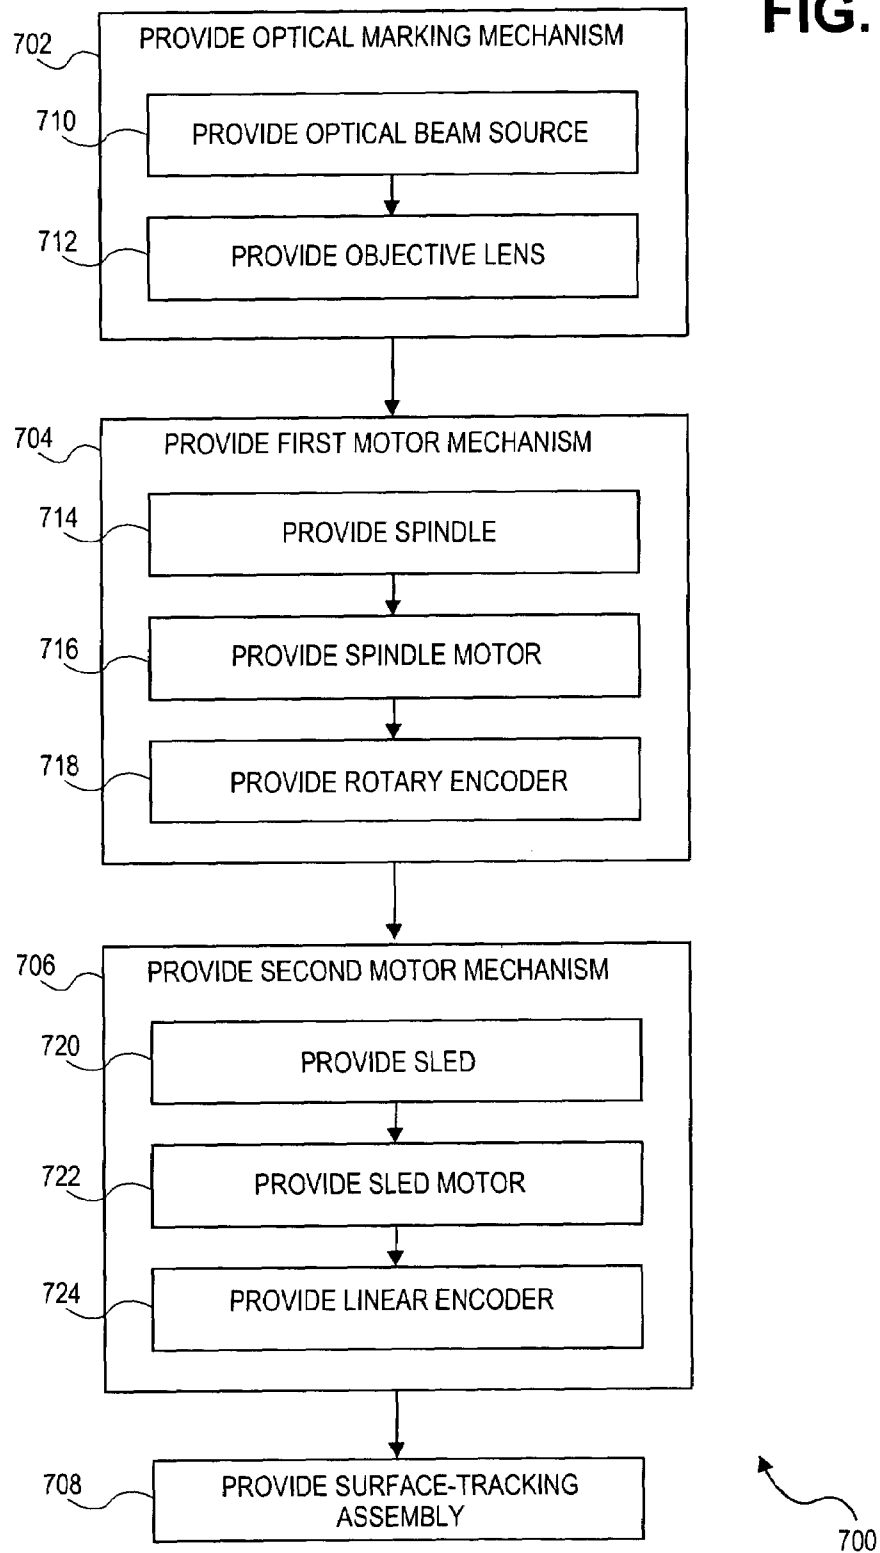 FIG.
702
PROVIDE OPTICAL MARKING MECHANISM
710
PROVIDE OPTICAL BEAM SOURCE
712
PROVIDE OBJECTIVE LENS
704
PROVIDE FIRST MOTOR MECHANISM
714
PROVIDE SPINDLE
716
PROVIDE SPINDLE MOTOR
718
PROVIDE ROTARY ENCODER
706
PROVIDE SECOND MOTOR MECHANISM
720
PROVIDE SLED
722
PROVIDE SLED MOTOR
724
PROVIDE LINEAR ENCODER
708
PROVIDE SURFACE-TRACKING
ASSEMBLY
700